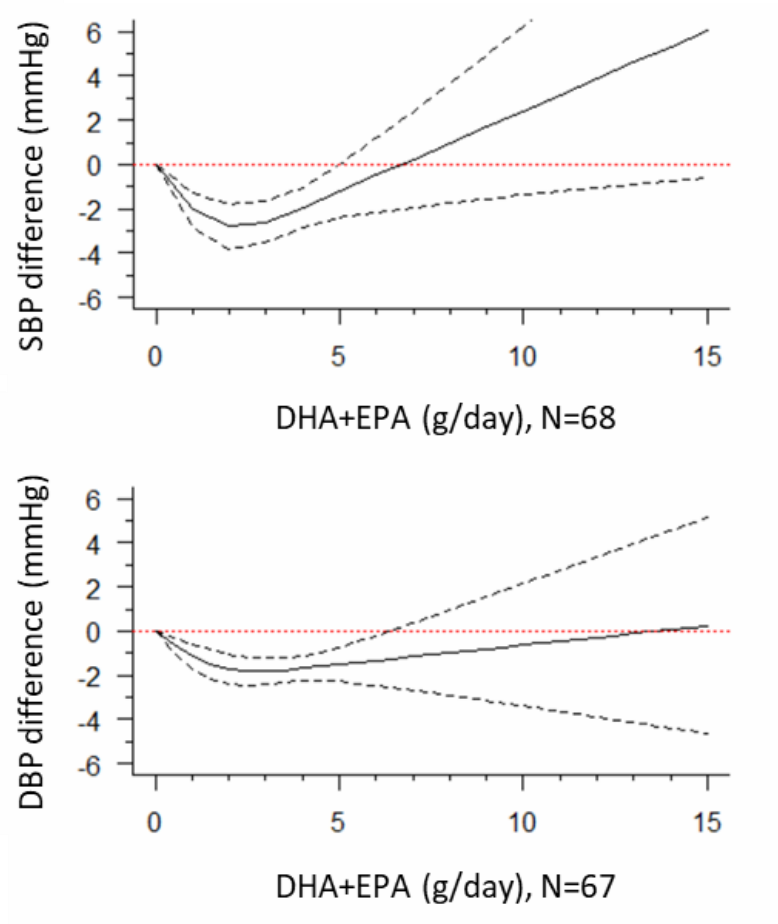 SBP difference (mmHg)
6
4
2
0
-2
-4
-6
0 5 10 15
DHA+EPA (g/day), N=68
DBP difference (mmHg)
6
4
2
0
-2
-4
-6
0 5 10 15
DHA+EPA (g/day), N=67